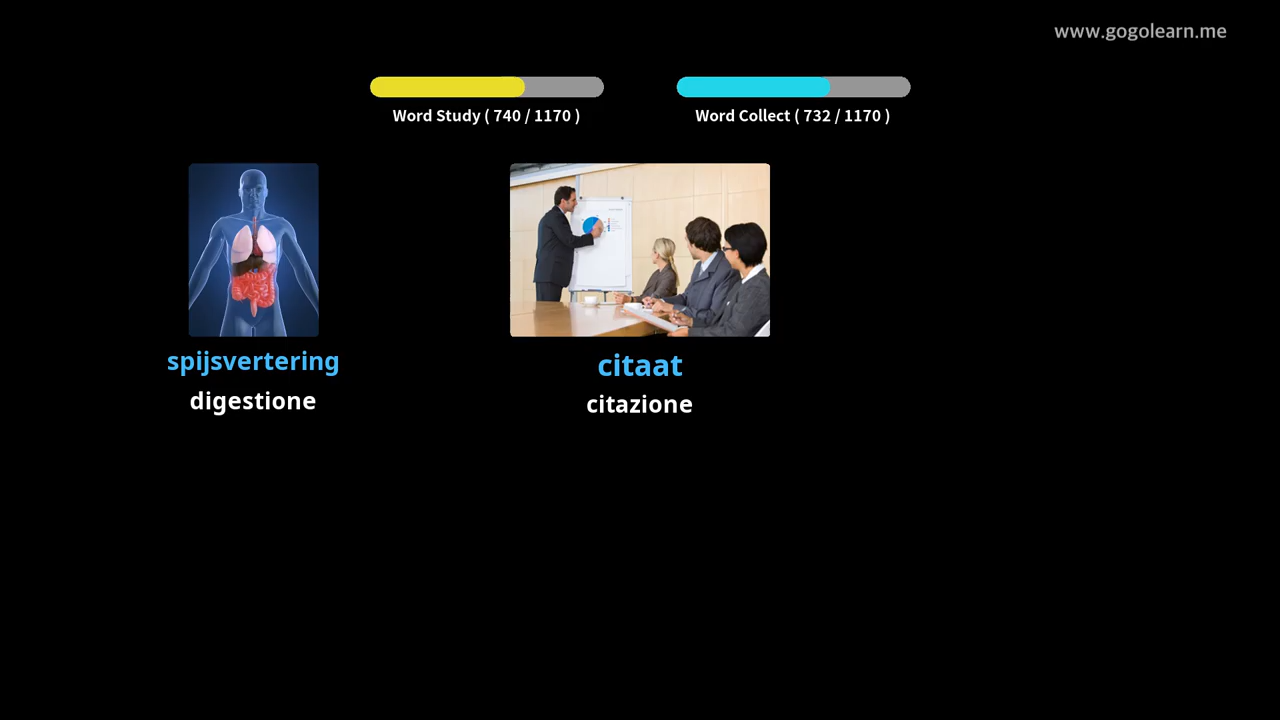 www.gogolearn.me
Word Study ( 740 / 1170 )
Word Collect ( 732 / 1170 )
spijsvertering
digestione
citaat
citazione